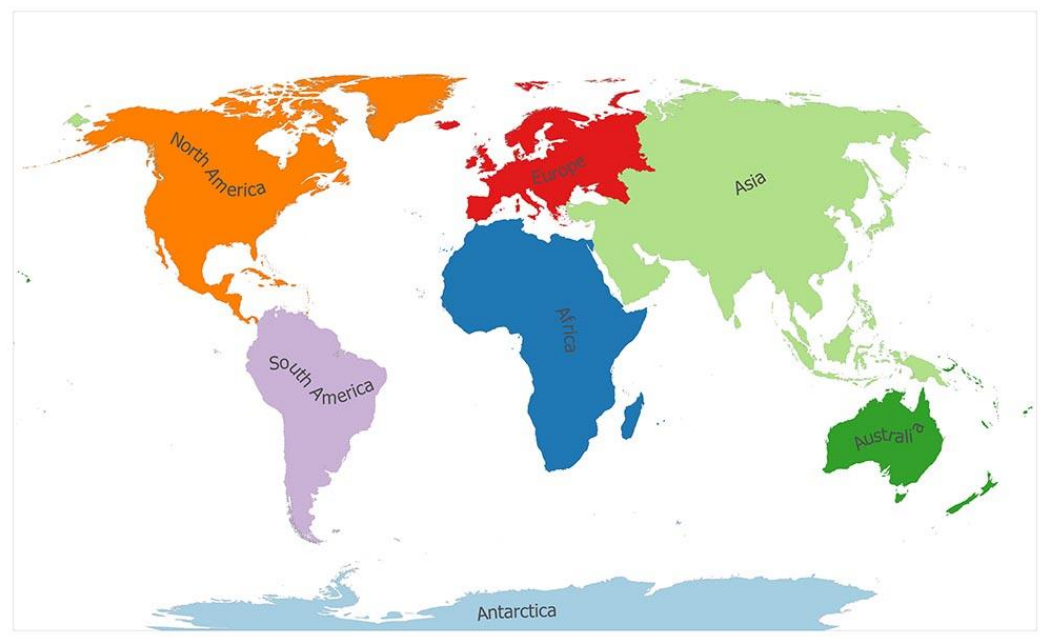 North America
Europe
Asia
Africa
South America
Australia
Antarctica